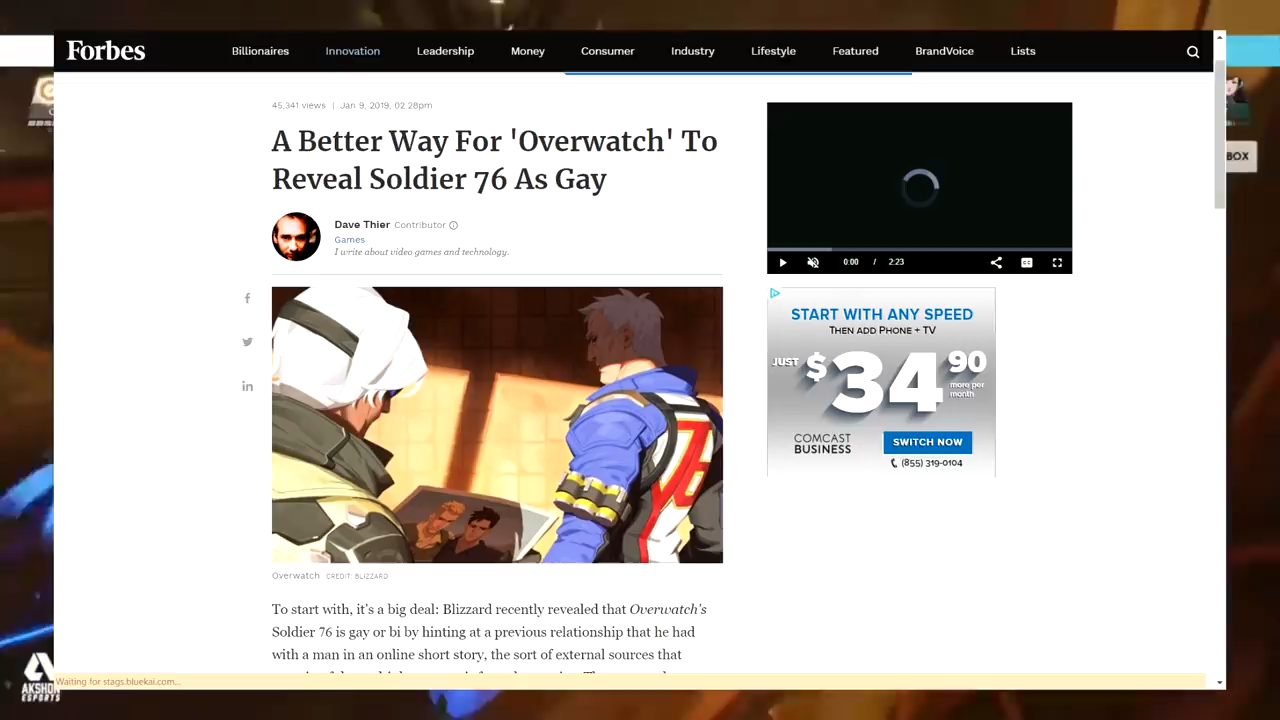 Forbes
Billionaires
Innovation
Leadership
Money
Consumer
Industry
Lifestyle
Featured
BrandVoice
Lists
45,341 views | Jan 9, 2019, 02:28pm
A Better Way For 'Overwatch' To
Reveal Soldier 76 As Gay
Dave Thier Contributor
Games
I write about video games and technology.
Overwatch CREDIT: BLIZZARD
To start with, it's a big deal: Blizzard recently revealed that Overwatch's
Soldier 76 is gay or bi by hinting at a previous relationship that he had
with a man in an online short story, the sort of external sources that
0:00 / 2:23
CC
START WITH ANY SPEED
THEN ADD PHONE + TV
JUST $34 90
more per
month
COMCAST
BUSINESS
SWITCH NOW
(855) 319-0104
BOX
Waiting for stags.bluekai.com...
AKSHON
ESPORTS